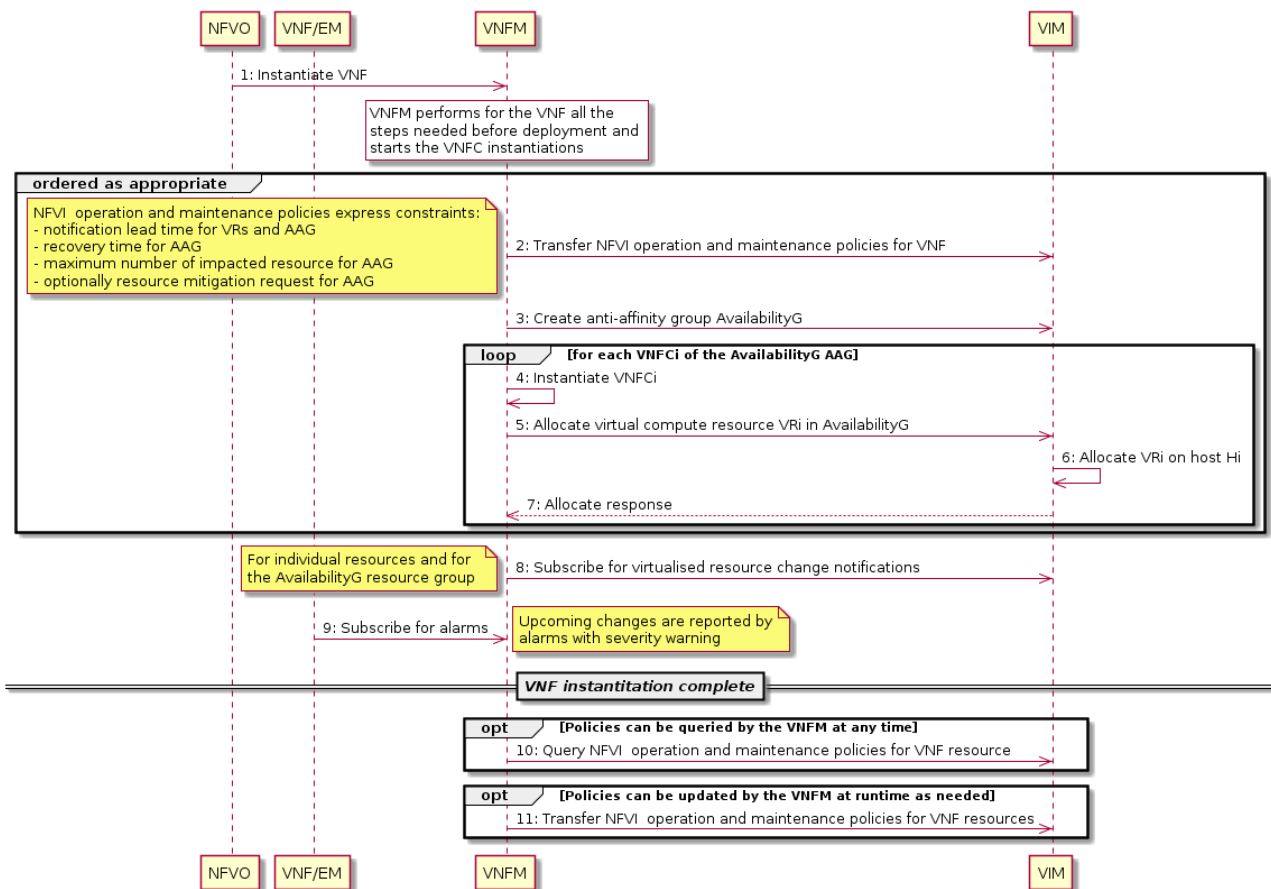 NFVO VNF/EM VNFM VIM
1: Instantiate VNF
VNFM performs for the VNF all the
steps needed before deployment and
starts the VNFC instantiations
ordered as appropriate
NFVI operation and maintenance policies express constraints:
- notification lead time for VRs and AAG
- recovery time for AAG
- maximum number of impacted resource for AAG
- optionally resource mitigation request for AAG
2: Transfer NFVI operation and maintenance policies for VNF
3: Create anti-affinity group AvailabilityG
loop [for each VNFCi of the AvailabilityG AAG]
4: Instantiate VNFCi
5: Allocate virtual compute resource VRi in AvailabilityG
6: Allocate VRi on host Hi
7: Allocate response
For individual resources and for
the AvailabilityG resource group
8: Subscribe for virtualised resource change notifications
9: Subscribe for alarms
Upcoming changes are reported by
alarms with severity warning
VNF instantitation complete
opt [Policies can be queried by the VNFM at any time]
10: Query NFVI operation and maintenance policies for VNF resource
opt [Policies can be updated by the VNFM at runtime as needed]
11: Transfer NFVI operation and maintenance policies for VNF resources
NFVO VNF/EM VNFM VIM